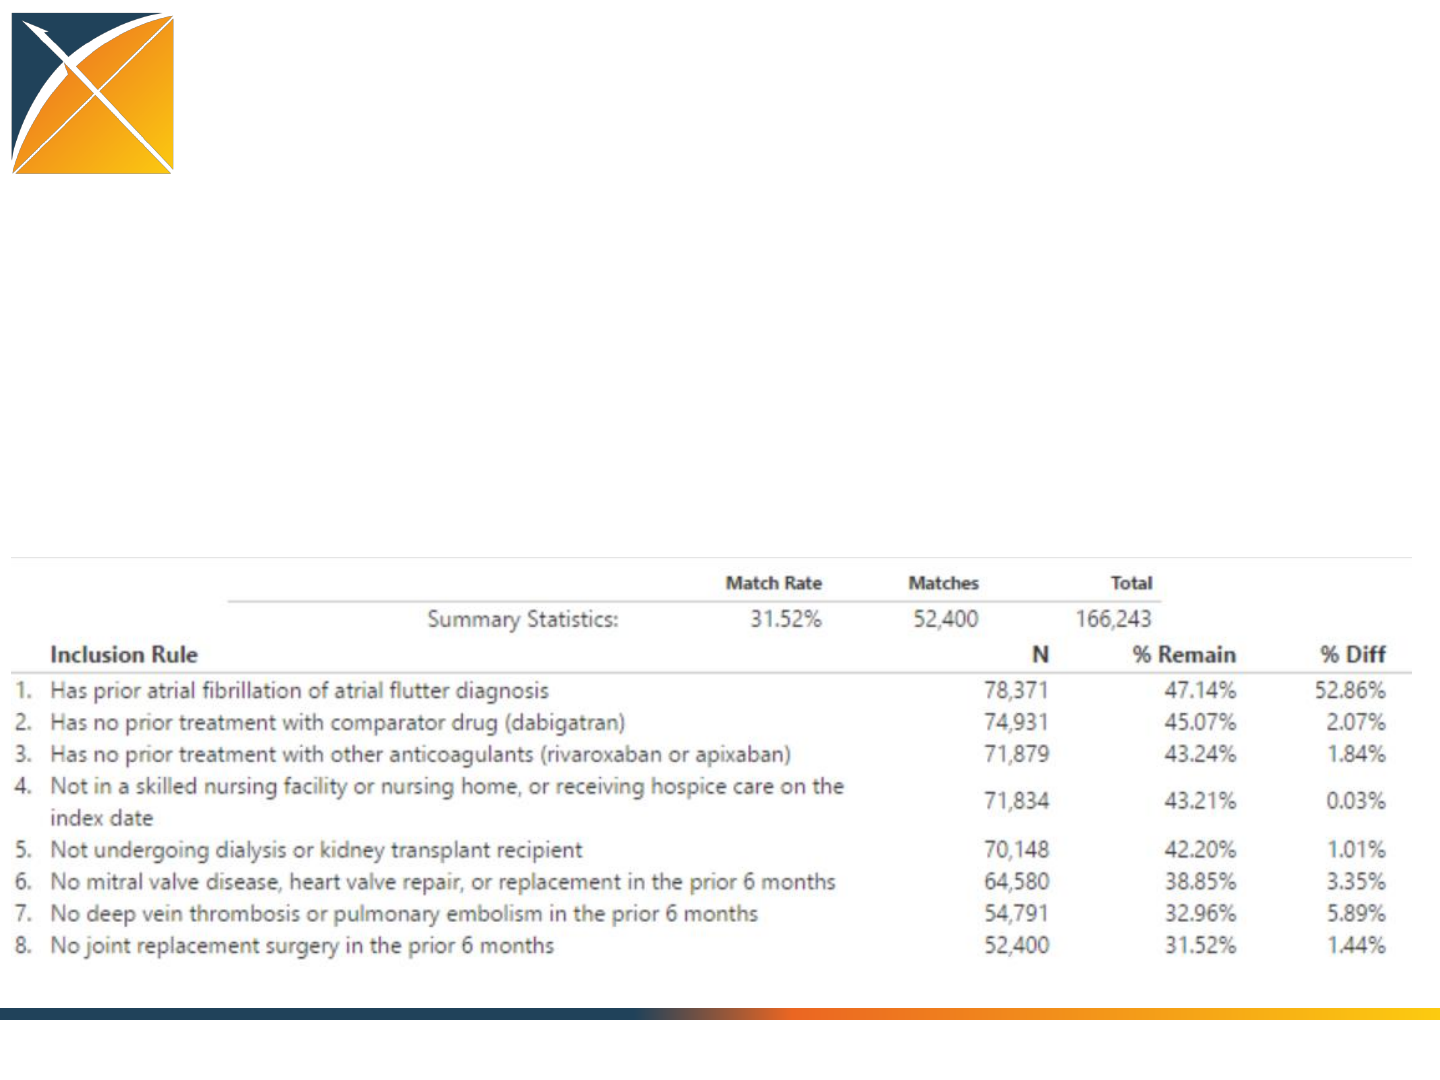 Match Rate Matches Total
Summary Statistics: 31.52% 52,400 166,243
Inclusion Rule N % Remain % Diff
1. Has prior atrial fibrillation of atrial flutter diagnosis 78,371 47.14% 52.86%
2. Has no prior treatment with comparator drug (dabigatran) 74,931 45.07% 2.07%
3. Has no prior treatment with other anticoagulants (rivaroxaban or apixaban) 71,879 43.24% 1.84%
4. Not in a skilled nursing facility or nursing home, or receiving hospice care on the
index date 71,834 43.21% 0.03%
5. Not undergoing dialysis or kidney transplant recipient 70,148 42.20% 1.01%
6. No mitral valve disease, heart valve repair, or replacement in the prior 6 months 64,580 38.85% 3.35%
7. No deep vein thrombosis or pulmonary embolism in the prior 6 months 54,791 32.96% 5.89%
8. No joint replacement surgery in the prior 6 months 52,400 31.52% 1.44%